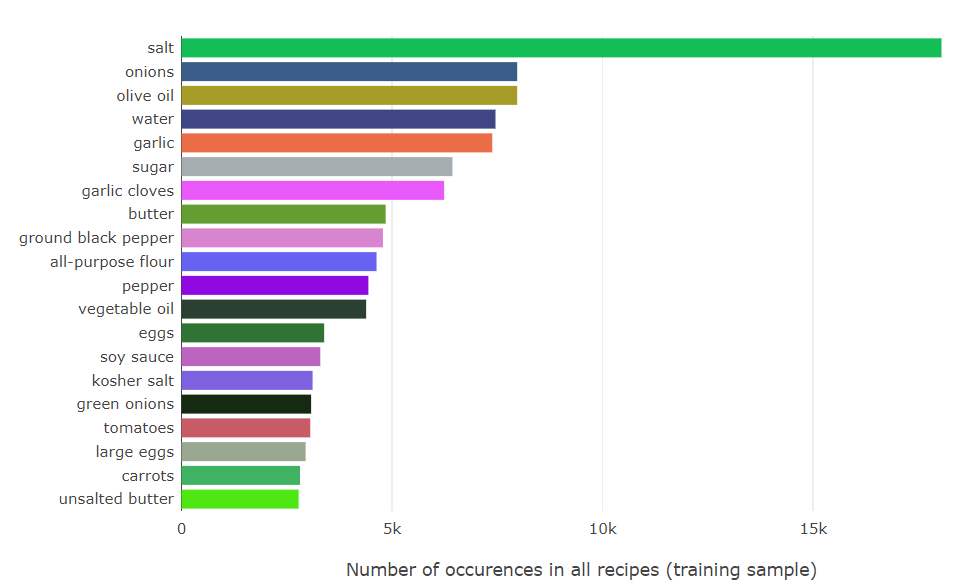 salt
onions
olive oil
water
garlic
sugar
garlic cloves
butter
ground black pepper
all-purpose flour
pepper
vegetable oil
eggs
soy sauce
kosher salt
green onions
tomatoes
large eggs
carrots
unsalted butter
0 5k 10k 15k
Number of occurences in all recipes (training sample)